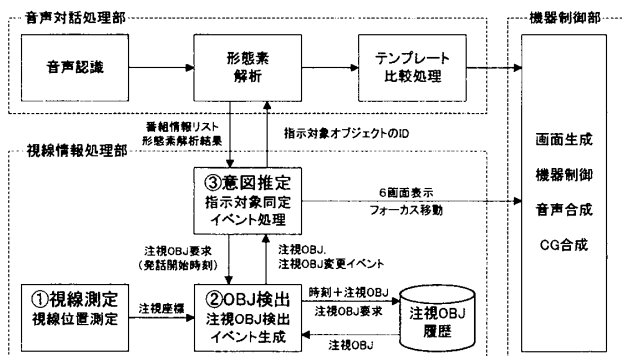 音声対話処理部
機器制御部
音声認識
形態素
解析
テンプレート
比較処理
番組情報リスト
形態素解析結果
指示対象オブジェクトのID
視線情報処理部
画面生成
機器制御
音声合成
CG合成
③意図推定
指示対象同定
イベント処理
6画面表示
フォーカス移動
注視OBJ要求
(発話開始時刻)
注視OBJ.
注視OBJ変更イベント
①視線測定
視線位置測定
注視座標
②OBJ検出
注視OBJ検出
イベント生成
時刻+注視OBJ
注視OBJ要求
注視OBJ
注視OBJ
履歴